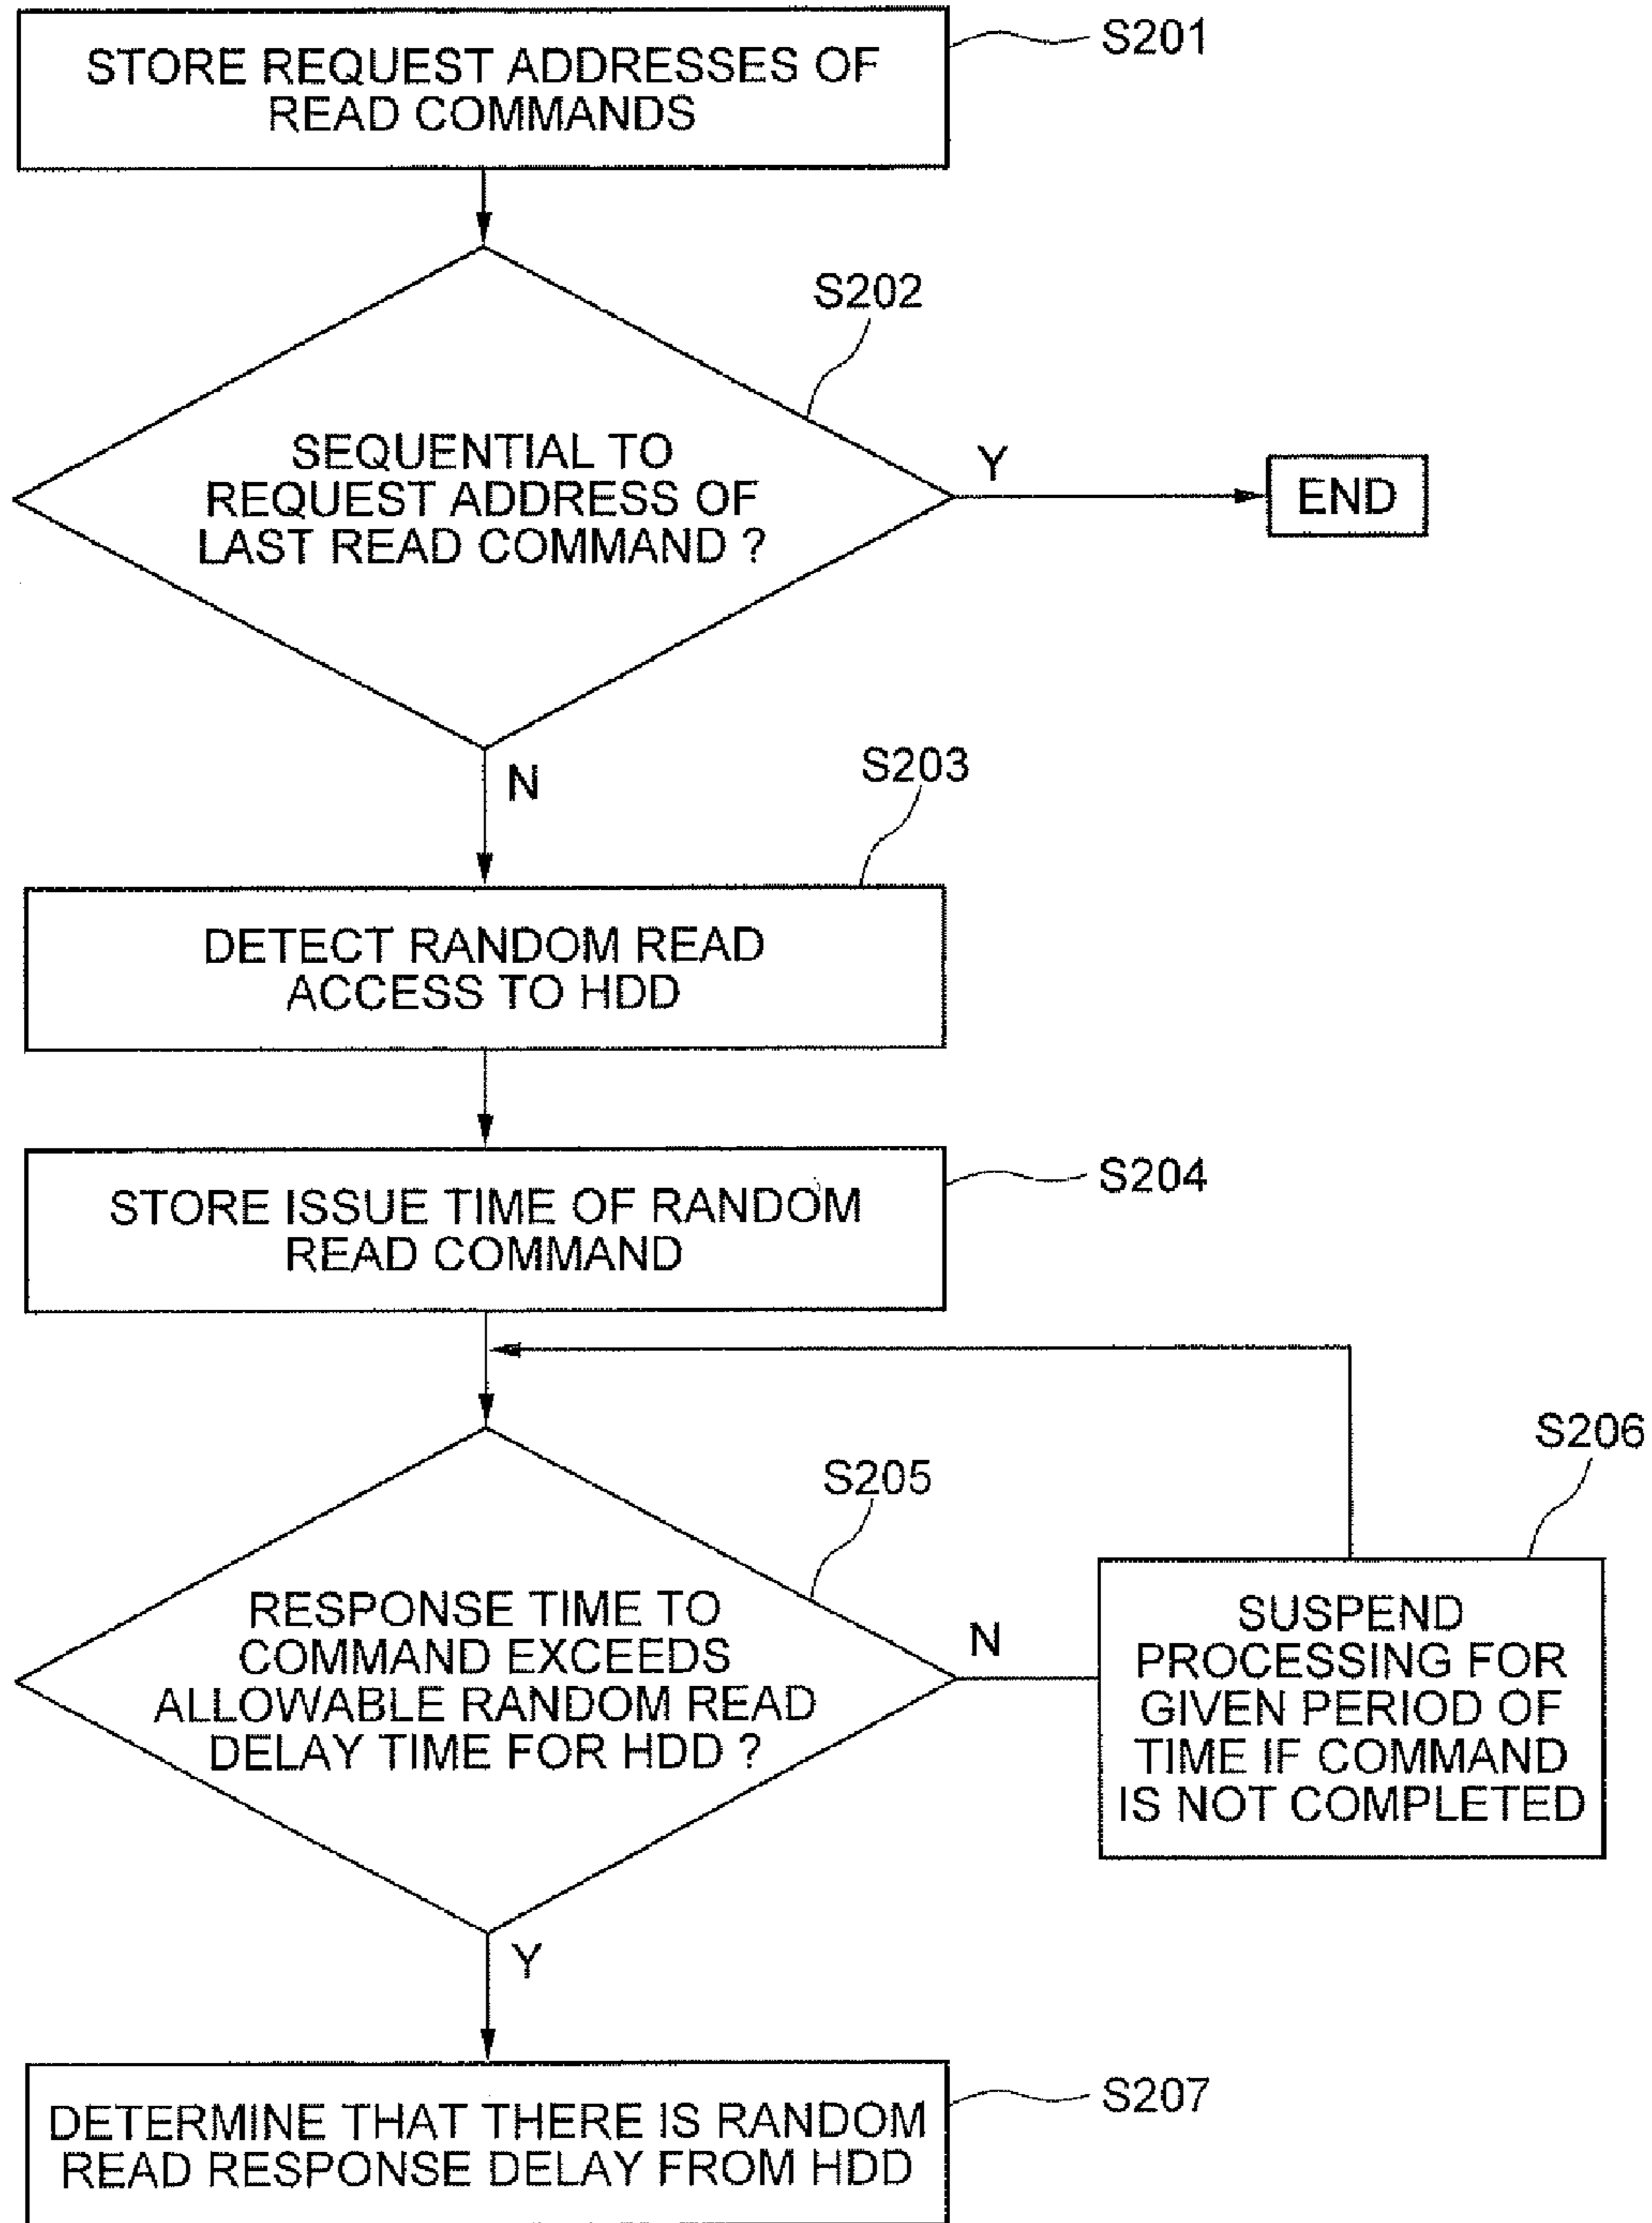 STORE REQUEST ADDRESSES OF
READ COMMANDS
S201
S202
SEQUENTIAL TO
REQUEST ADDRESS OF
LAST READ COMMAND ?
Y
END
N
S203
DETECT RANDOM READ
ACCESS TO HDD
STORE ISSUE TIME OF RANDOM
READ COMMAND
S204
S205
RESPONSE TIME TO
COMMAND EXCEEDS
ALLOWABLE RANDOM READ
DELAY TIME FOR HDD ?
N
S206
SUSPEND
PROCESSING FOR
GIVEN PERIOD OF
TIME IF COMMAND
IS NOT COMPLETED
Y
DETERMINE THAT THERE IS RANDOM
READ RESPONSE DELAY FROM HDD
S207